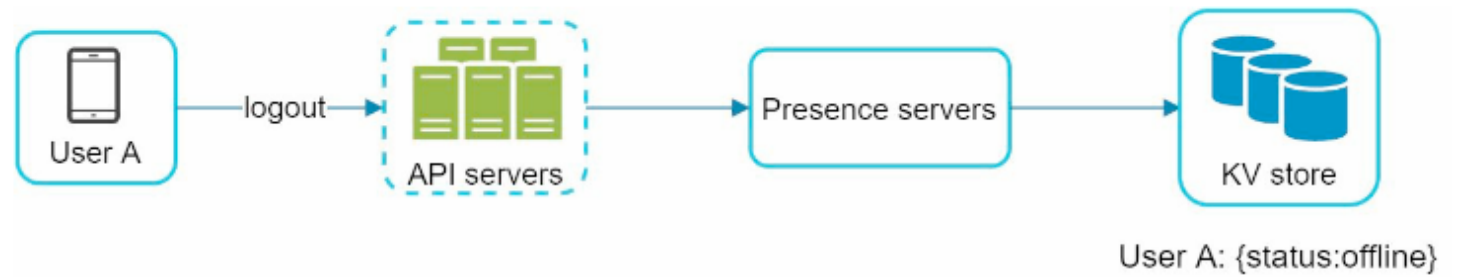 User A
logout
API servers
Presence servers
KV store
User A: {status:offline}